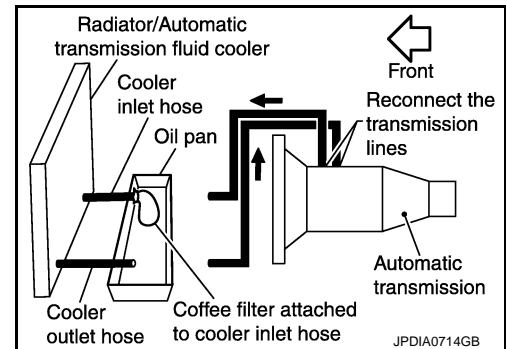 Radiator/Automatic
transmission fluid cooler
Front
Cooler
inlet hose
Reconnect the
transmission
lines
Oil pan
Automatic
transmission
Cooler
outlet hose
Coffee filter attached
to cooler inlet hose
JPDIA0714GB